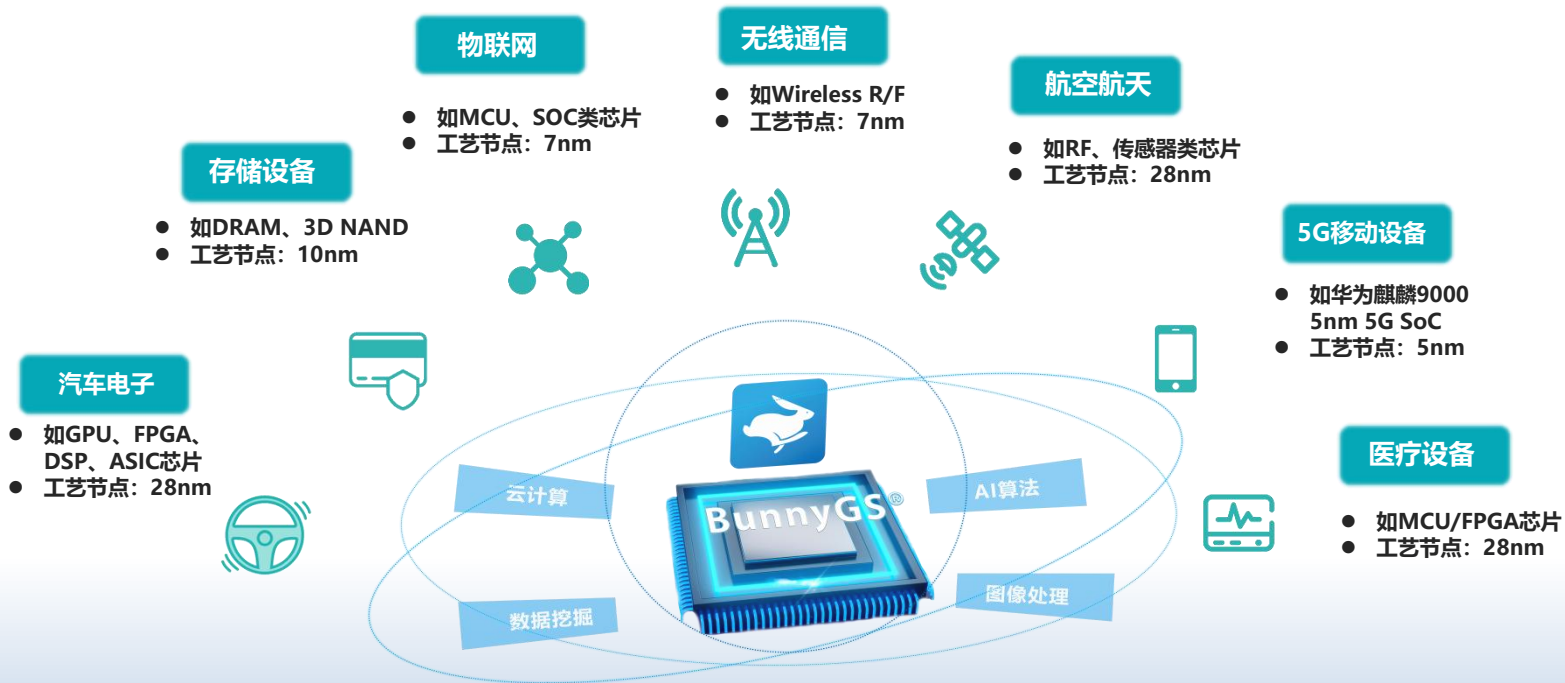 物联网
● 如MCU、SOC类芯片
● 工艺节点：7nm
无线通信
● 如Wireless R/F
● 工艺节点：7nm
航空航天
● 如RF、传感器类芯片
● 工艺节点：28nm
存储设备
● 如DRAM、3D NAND
● 工艺节点：10nm
5G移动设备
● 如华为麒麟9000
5nm 5G SoC
● 工艺节点：5nm
汽车电子
● 如GPU、FPGA、
DSP、ASIC芯片
● 工艺节点：28nm
医疗设备
● 如MCU/FPGA芯片
● 工艺节点：28nm
云计算
AI算法
BunnyGS®
数据挖掘
图像处理